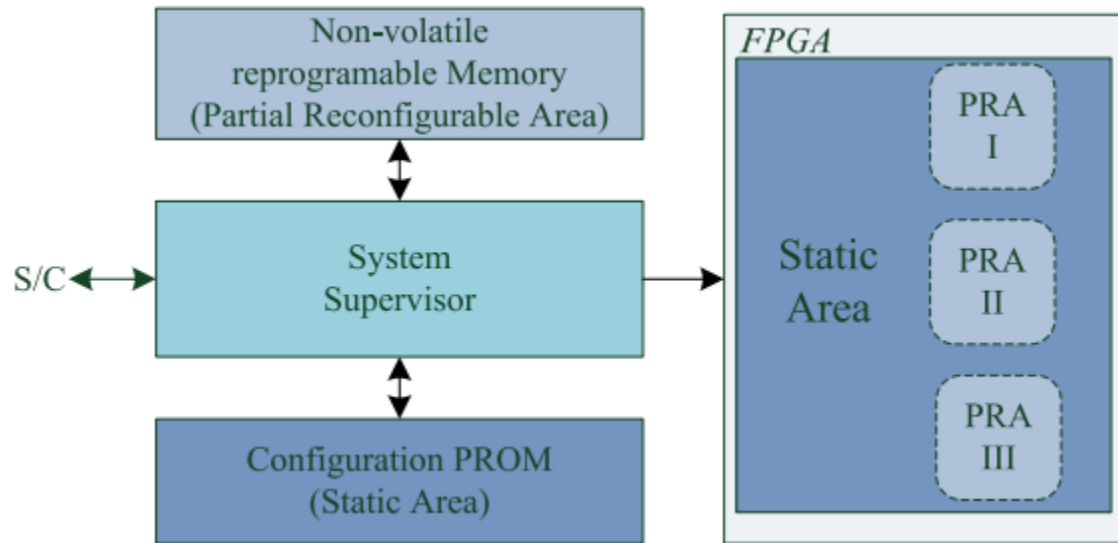 Non-volatile
reprogramable Memory
(Partial Reconfigurable Area)
S/C
System
Supervisor
Configuration PROM
(Static Area)
FPGA
Static
Area
PRA
I
PRA
II
PRA
III